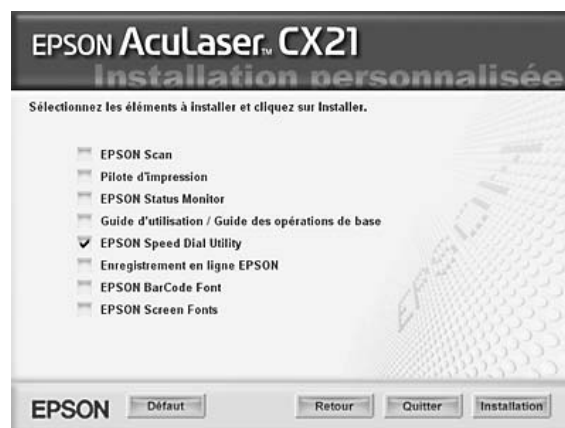 EPSON AcuLaser™ CX21
Installation personnalisée
Sélectionnez les éléments à installer et cliquez sur Installer.
EPSON Scan
Pilote d'impression
EPSON Status Monitor
Guide d'utilisation / Guide des opérations de base
EPSON Speed Dial Utility
Enregistrement en ligne EPSON
EPSON BarCode Font
EPSON Screen Fonts
EPSON
EPSON Défaut Retour Quitter Installation